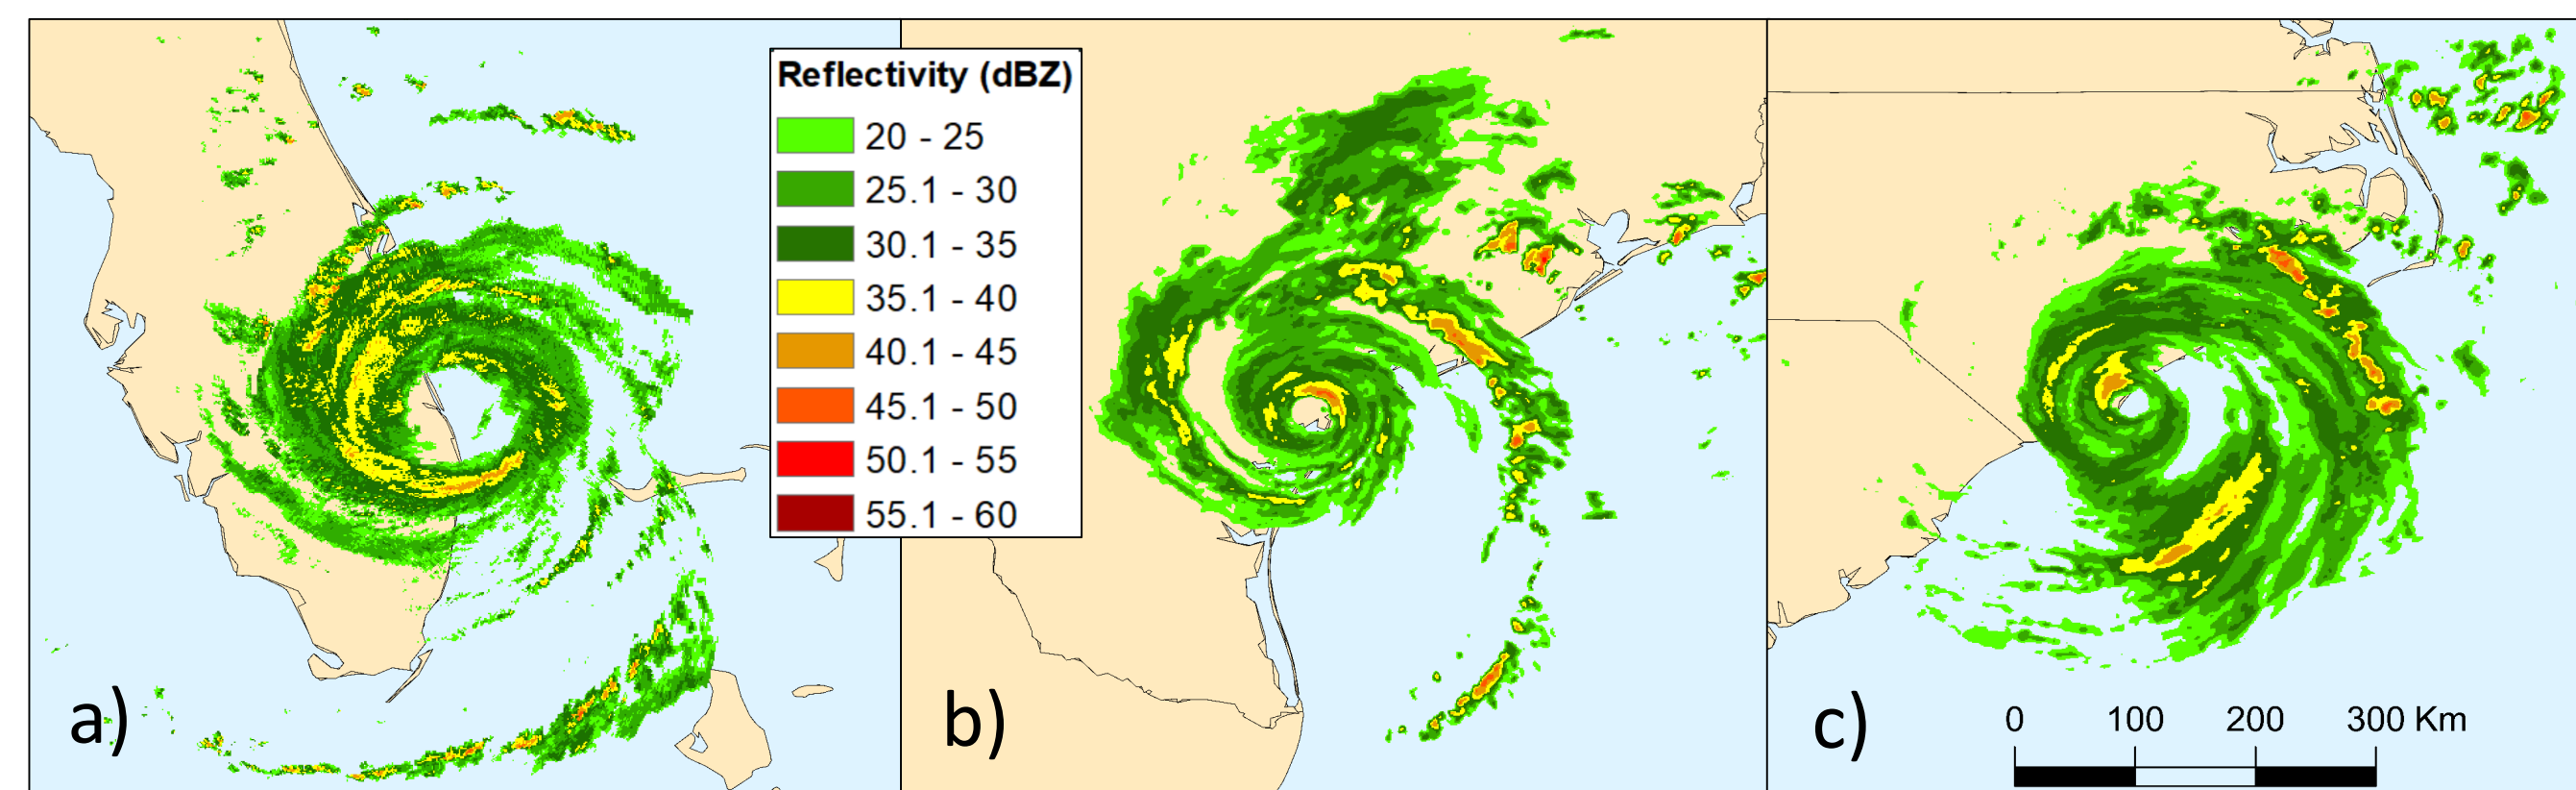 Reflectivity (dBZ)
20 - 25
25.1 - 30
30.1 - 35
35.1 - 40
40.1 - 45
45.1 - 50
50.1 - 55
55.1 - 60
a)
b)
c)
0 100 200 300 Km